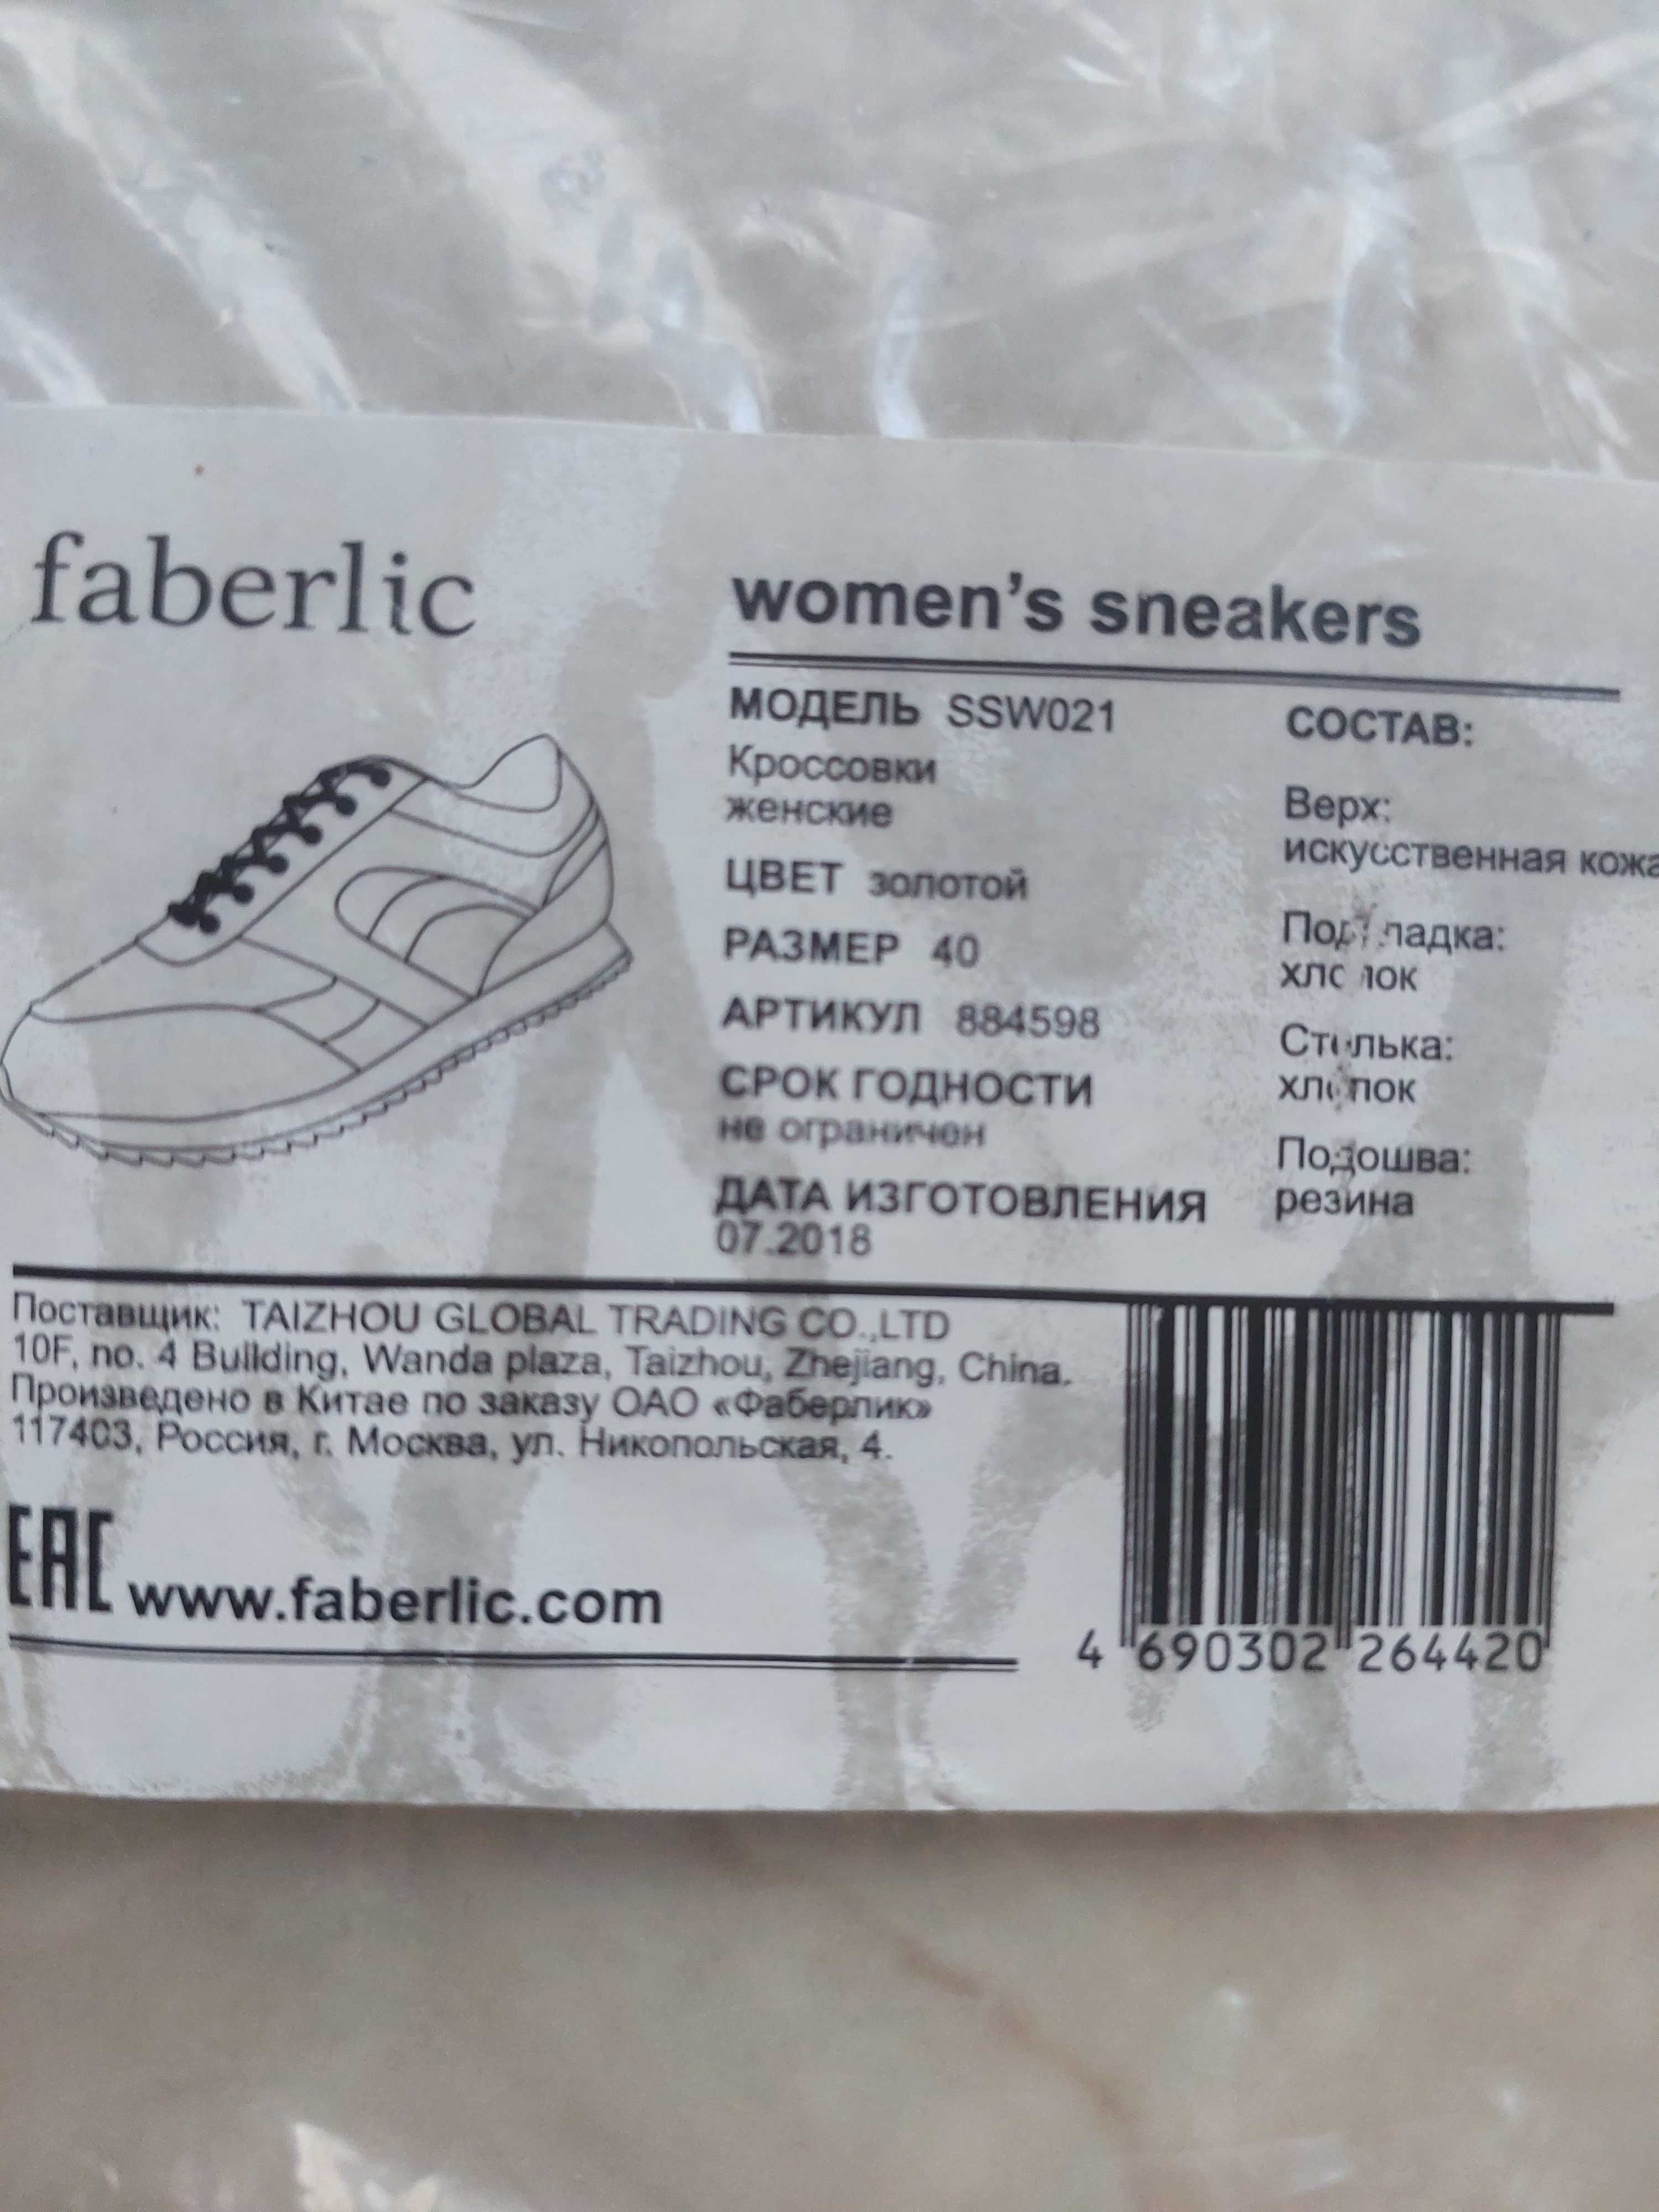 faberlic
women's sneakers
МОДЕЛЬ SSW021
Кроссовки
женские
ЦВЕТ золотой
РАЗМЕР 40
АРТИКУЛ 884598
СРОК ГОДНОСТИ
не ограничен
ДАТА ИЗГОТОВЛЕНИЯ
07.2018
СОСТАВ:
Верх:
искусственная кожа
Подкладка:
хлопок
Стелька:
хлопок
Подошва:
резина
Поставщик: TAIZHOU GLOBAL TRADING CO.,LTD
10F, no. 4 Building, Wanda plaza, Taizhou, Zhejiang, China.
Произведено в Китае по заказу ОАО «Фаберлик»
117403, Россия, г. Москва, ул. Никопольская, 4.
EAC www.faberlic.com
4 690302 264420